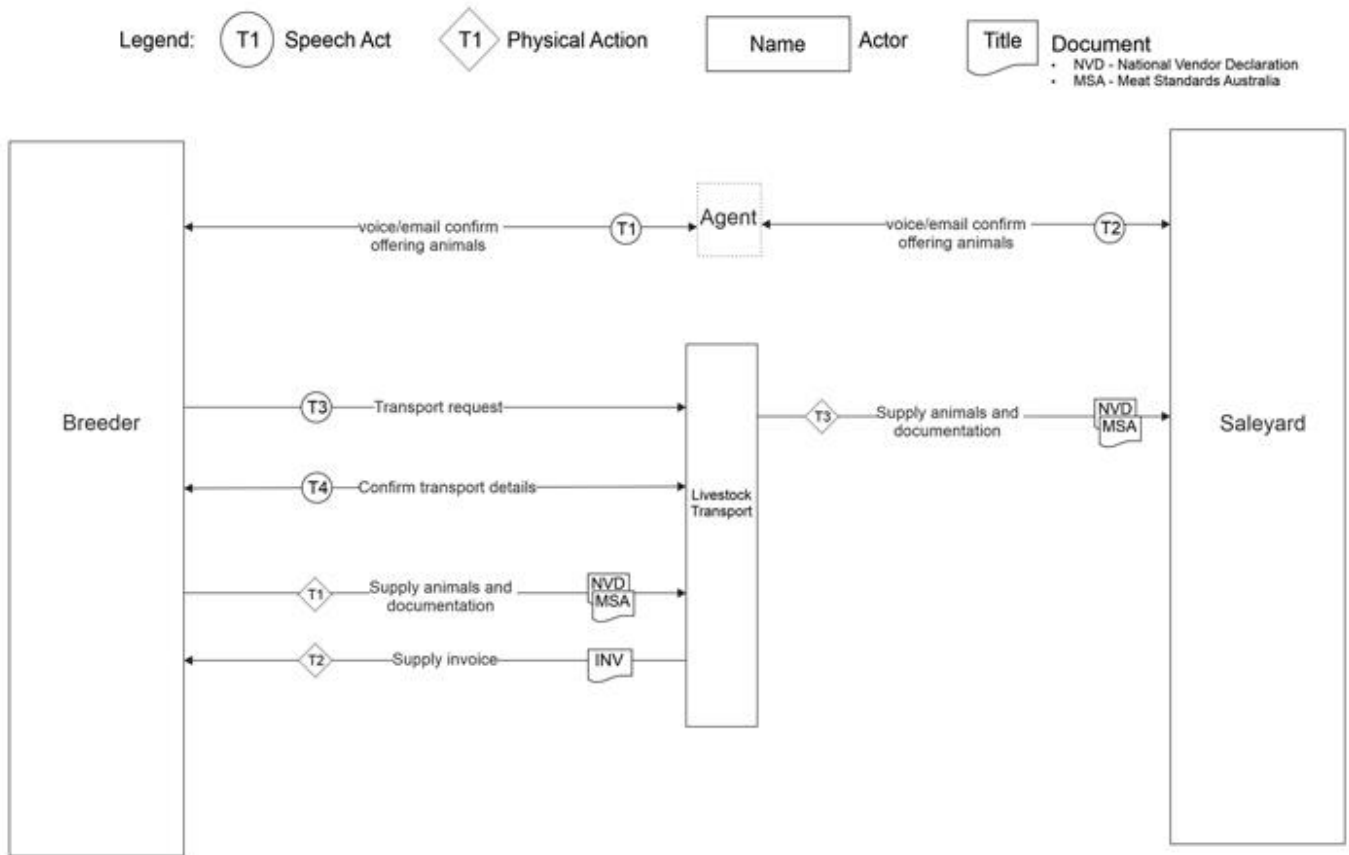 Legend: T1 Speech Act T1 Physical Action Name Actor Title Document
• NVD - National Vendor Declaration
• MSA - Meat Standards Australia
voice/email confirm
offering animals
T1
Agent
voice/email confirm
offering animals
T2
Breeder
T3 Transport request
T4 Confirm transport details
T1 Supply animals and
documentation
NVD
MSA
T2 Supply invoice INV
Livestock
Transport
T3 Supply animals and
documentation
NVD
MSA
Saleyard